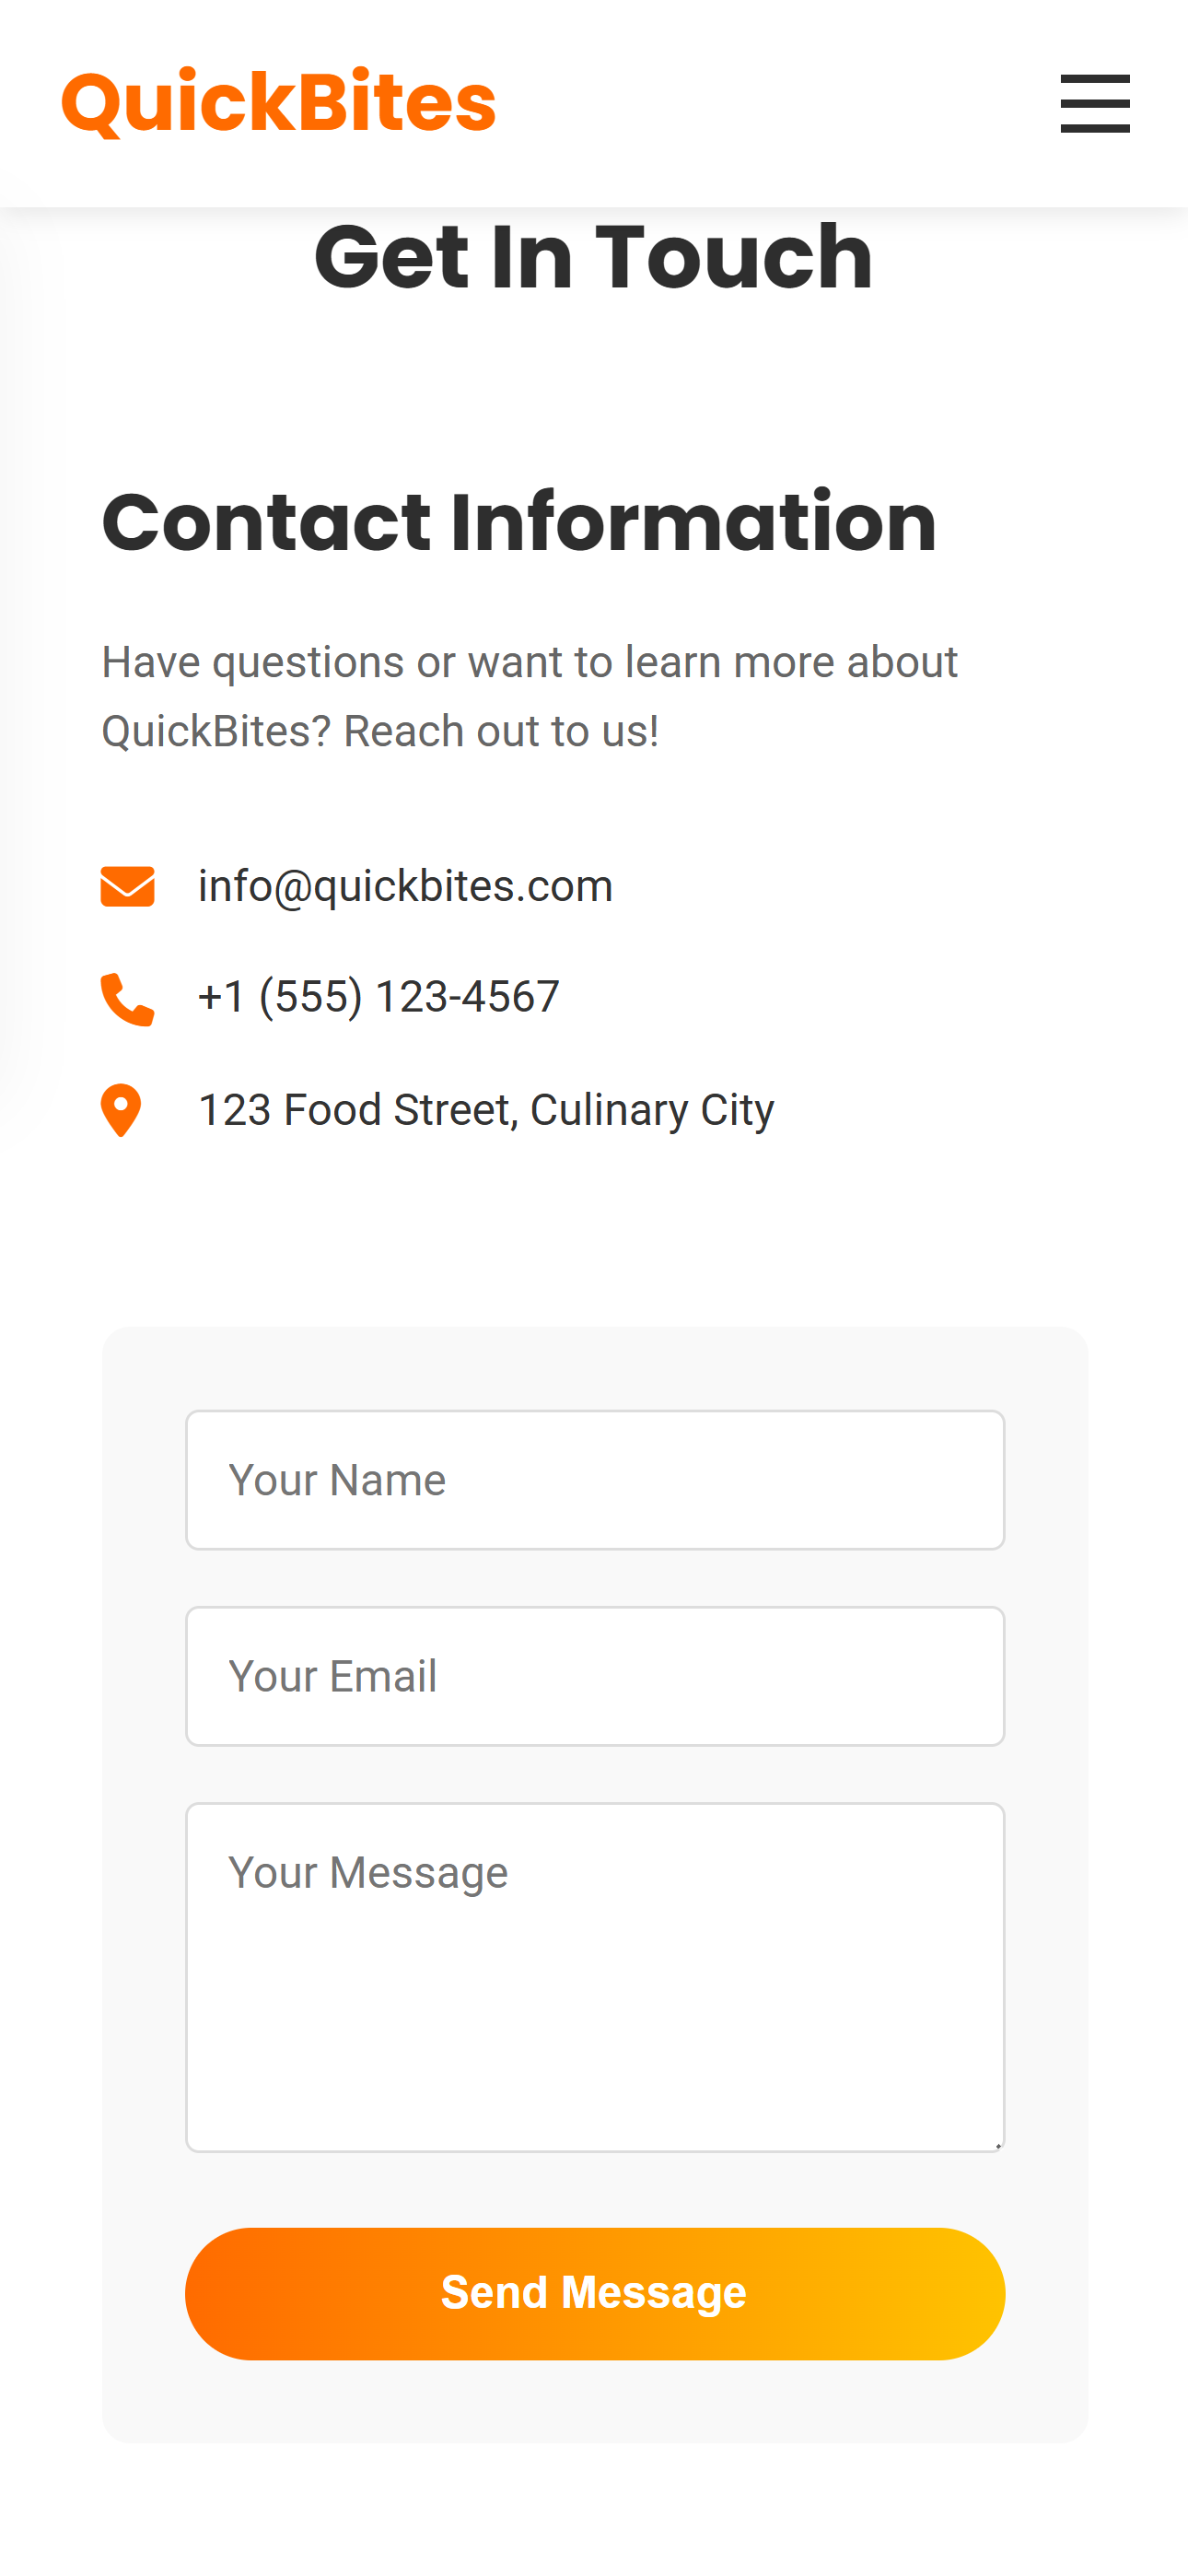 QuickBites
Get In Touch
Contact Information
Have questions or want to learn more about
QuickBites? Reach out to us!
info@quickbites.com
+1 (555) 123-4567
123 Food Street, Culinary City
Your Name
Your Email
Your Message
Send Message